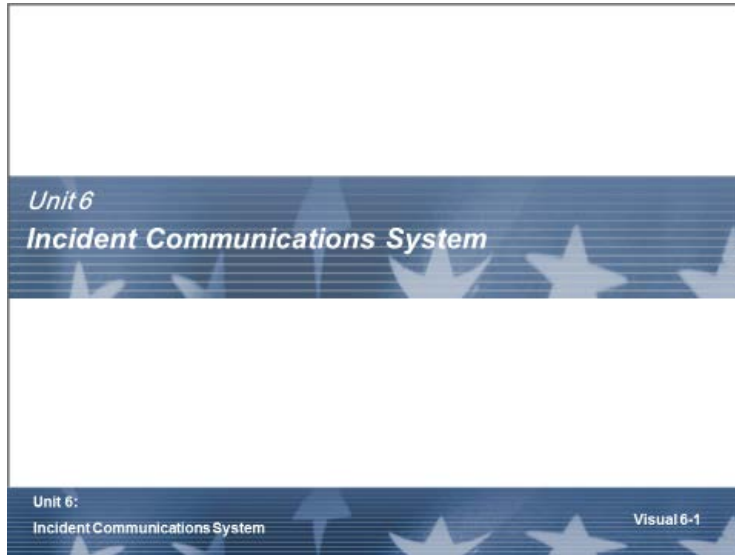 Unit 6
Incident Communications System
Unit 6:
Incident Communications System
Visual 6-1